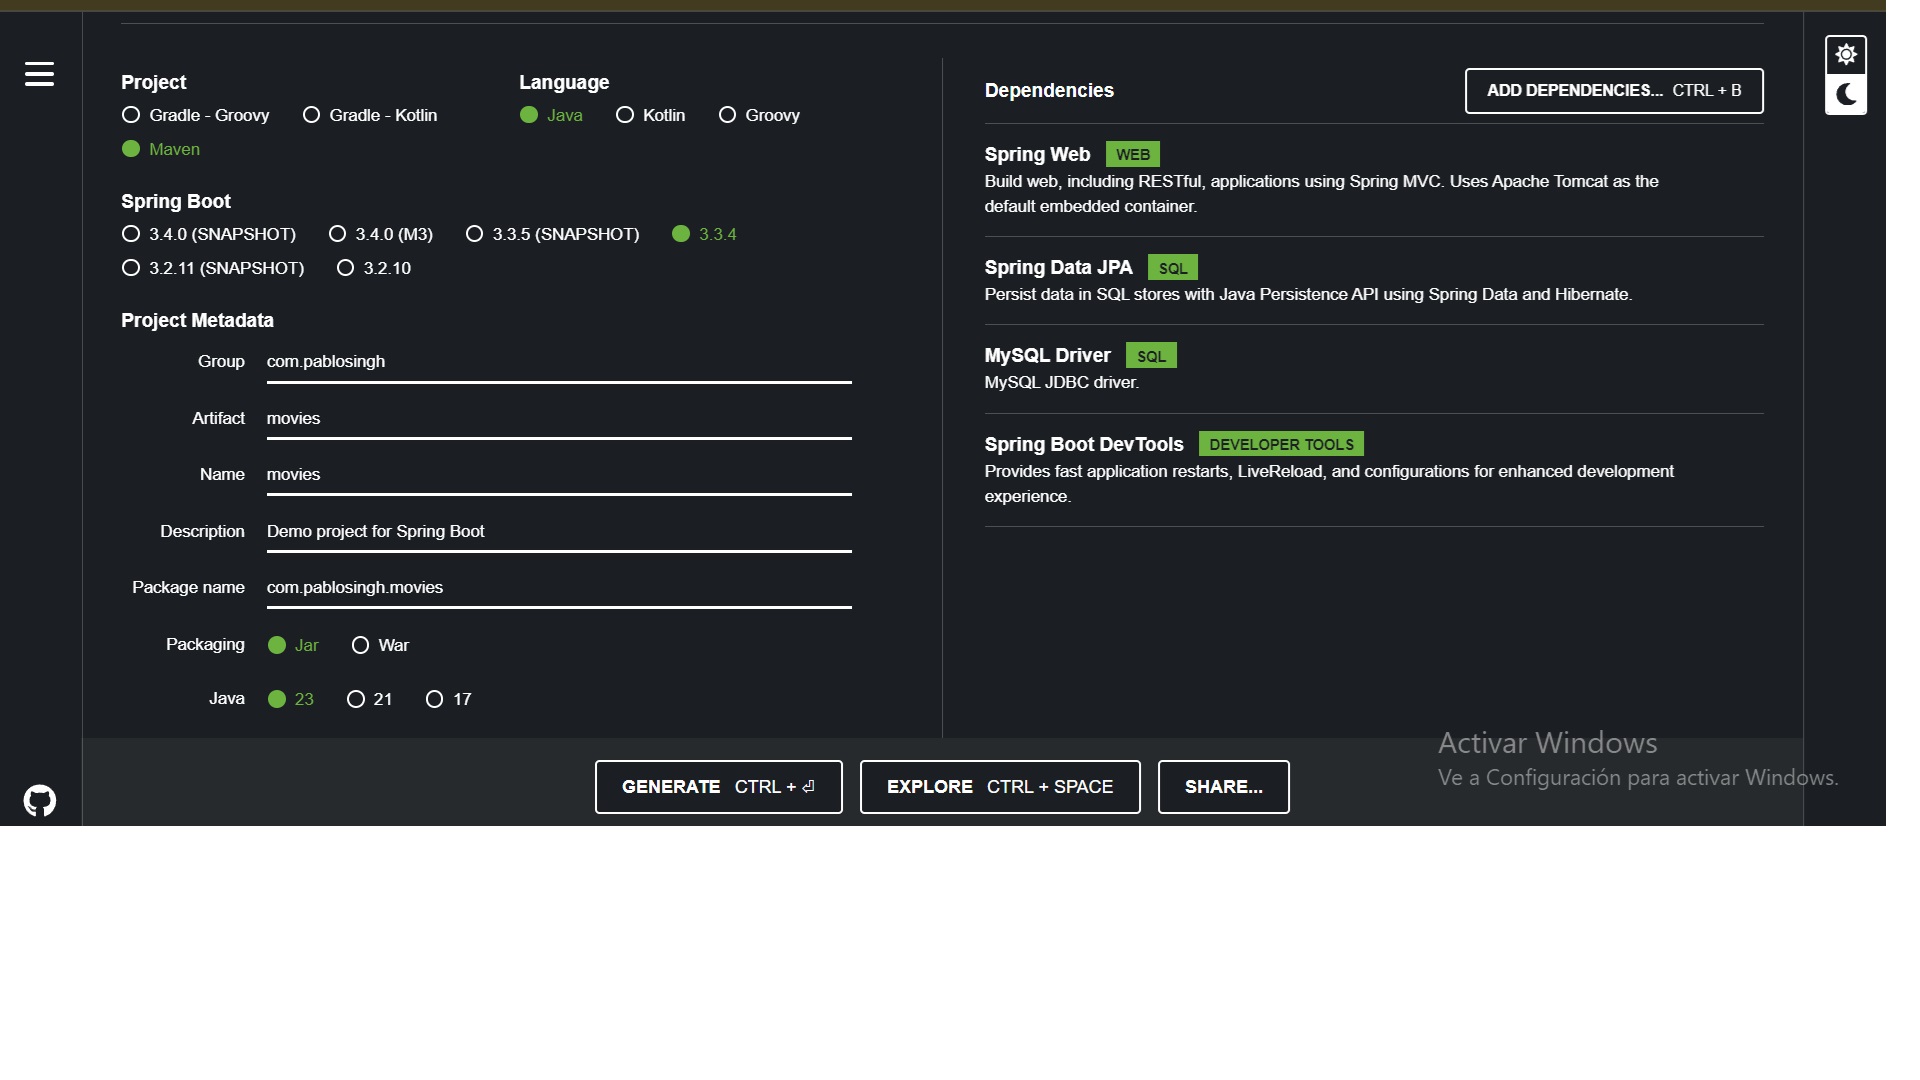 Project
Gradle - Groovy Gradle - Kotlin
Maven
Language
Java Kotlin Groovy
Spring Boot
3.4.0 (SNAPSHOT) 3.4.0 (M3) 3.3.5 (SNAPSHOT) 3.3.4
3.2.11 (SNAPSHOT) 3.2.10
Project Metadata
Group com.pablosingh
Artifact movies
Name movies
Description Demo project for Spring Boot
Package name com.pablosingh.movies
Packaging Jar War
Java 23 21 17
Dependencies
ADD DEPENDENCIES... CTRL + B
Spring Web WEB
Build web, including RESTful, applications using Spring MVC. Uses Apache Tomcat as the
default embedded container.
Spring Data JPA SQL
Persist data in SQL stores with Java Persistence API using Spring Data and Hibernate.
MySQL Driver SQL
MySQL JDBC driver.
Spring Boot DevTools DEVELOPER TOOLS
Provides fast application restarts, LiveReload, and configurations for enhanced development
experience.
GENERATE CTRL + ⏎
EXPLORE CTRL + SPACE
SHARE...
Activar Windows
Ve a Configuración para activar Windows.